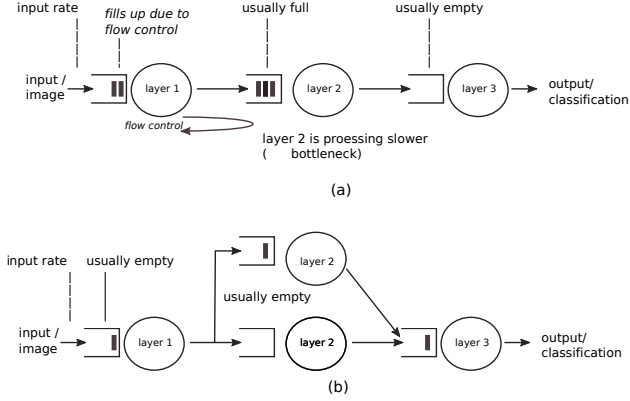 input rate
fills up due to
flow control
usually full
usually empty
input /
image
layer 1
layer 2
layer 3
output/
classification
flow control
layer 2 is proessing slower
( bottleneck)
(a)
input rate
usually empty
layer 2
usually empty
input /
image
layer 1
layer 2
layer 3
output/
classification
(b)